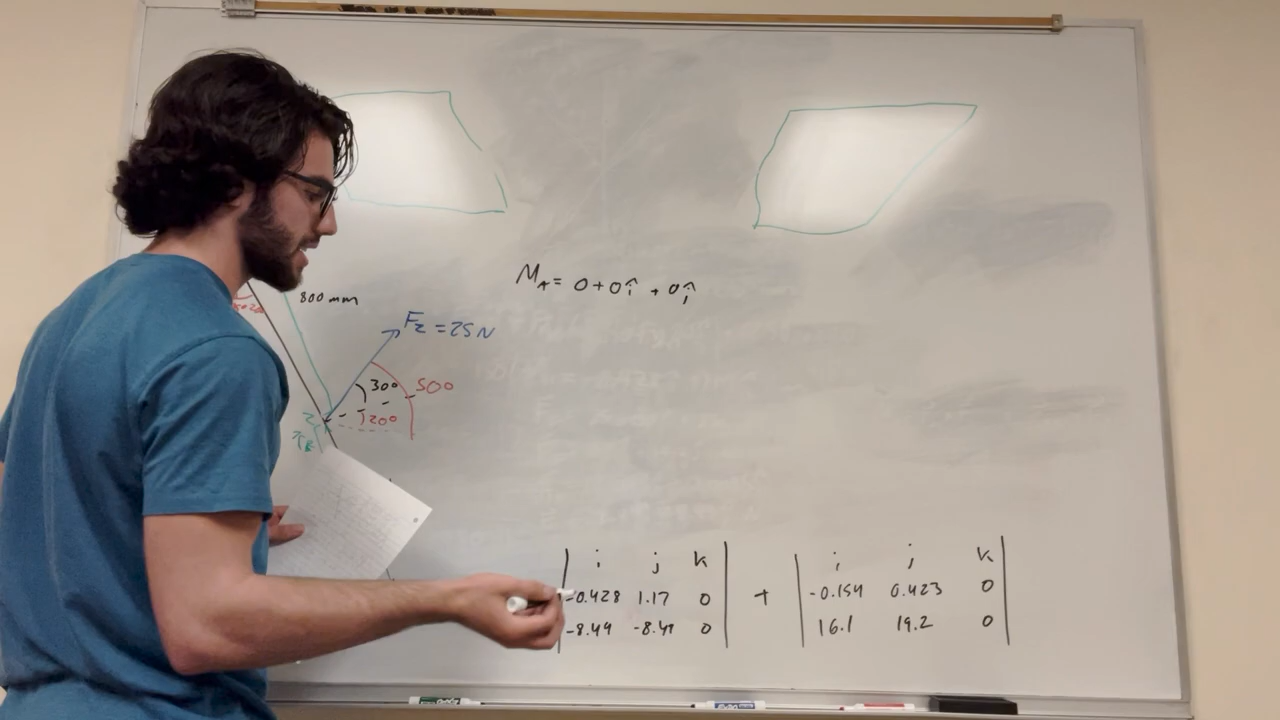 M_A = 0 + 0î + 0ĵ
800 mm
F₂ = 25N
30°
50°
20°
i j k
-0.428 1.17 0
-8.49 -8.49 0
+
i j k
-0.154 0.423 0
16.1 19.2 0